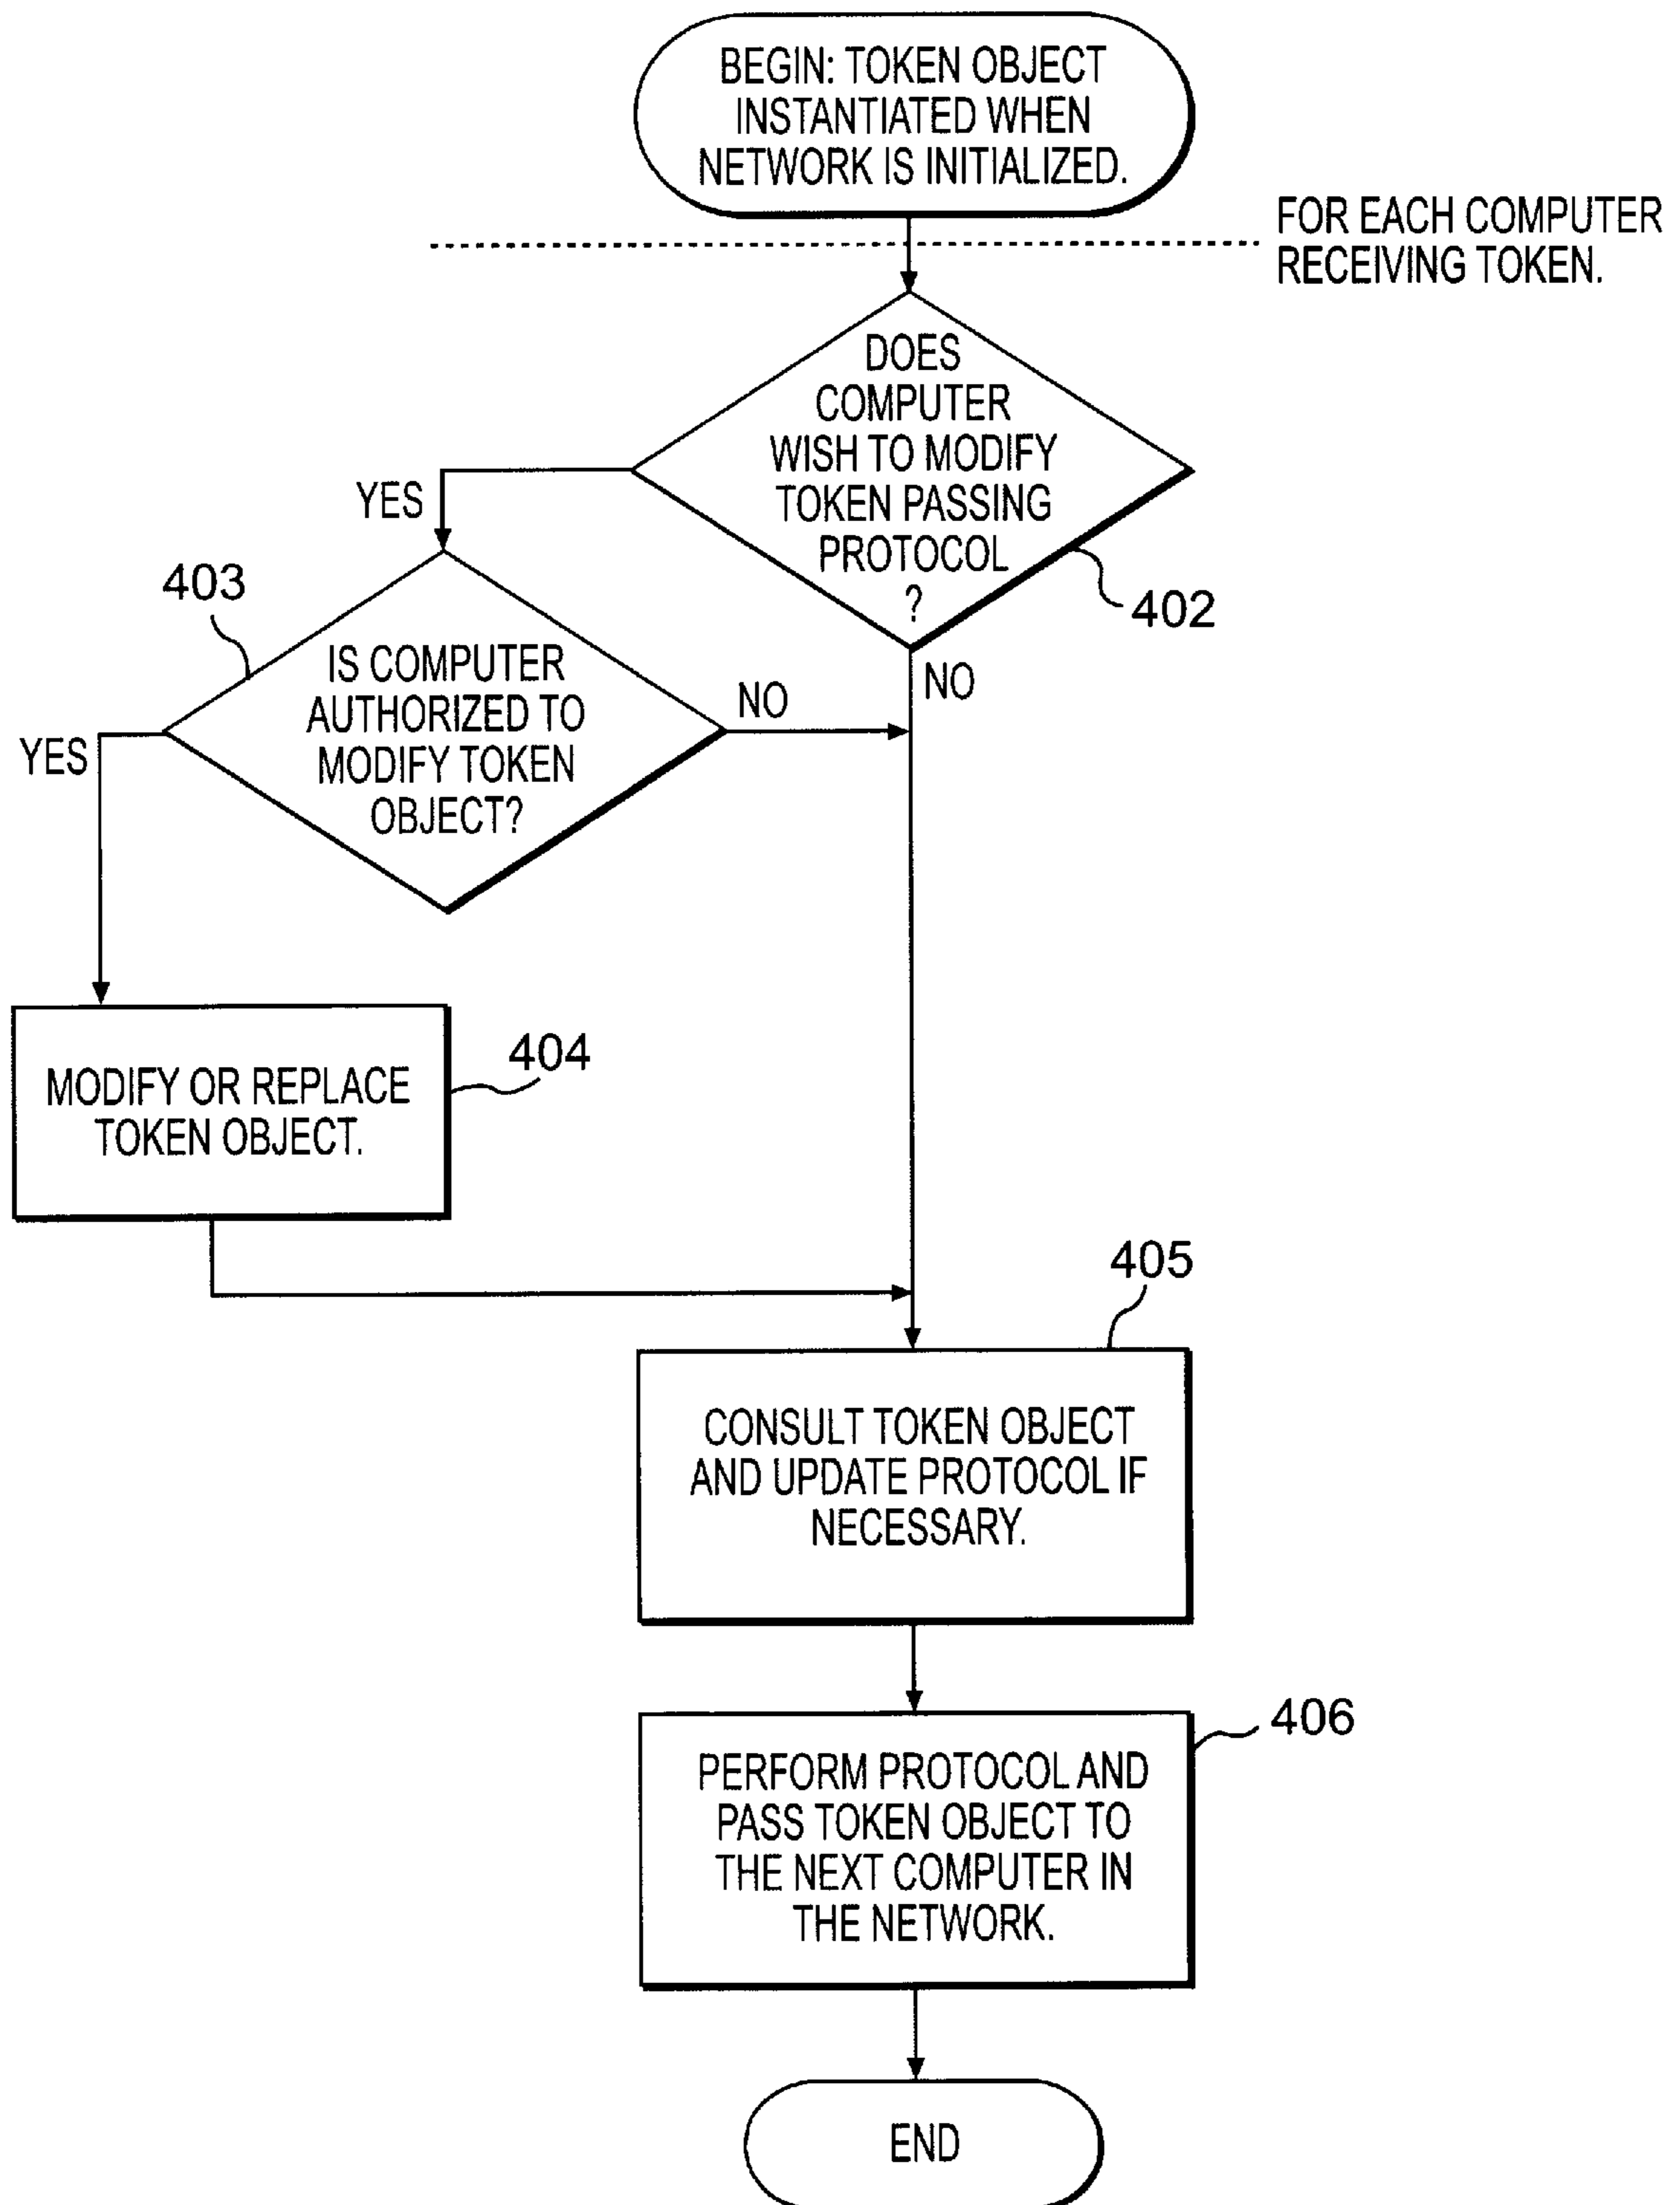 BEGIN: TOKEN OBJECT
INSTANTIATED WHEN
NETWORK IS INITIALIZED.
FOR EACH COMPUTER
RECEIVING TOKEN.
DOES
COMPUTER
WISH TO MODIFY
TOKEN PASSING
PROTOCOL
?
402
YES
NO
403
IS COMPUTER
AUTHORIZED TO
MODIFY TOKEN
OBJECT?
NO
YES
404
MODIFY OR REPLACE
TOKEN OBJECT.
405
CONSULT TOKEN OBJECT
AND UPDATE PROTOCOL IF
NECESSARY.
406
PERFORM PROTOCOL AND
PASS TOKEN OBJECT TO
THE NEXT COMPUTER IN
THE NETWORK.
END